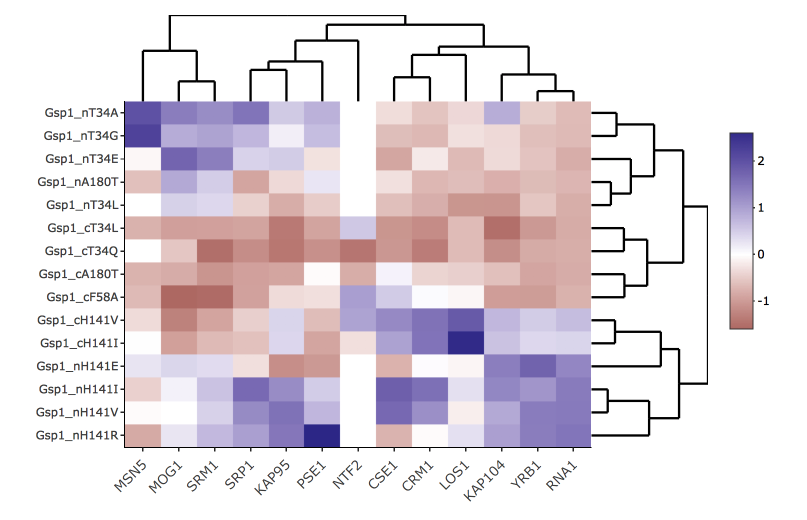 Gsp1_nT34A
Gsp1_nT34G
Gsp1_nT34E
Gsp1_nA180T
Gsp1_nT34L
Gsp1_cT34L
Gsp1_cT34Q
Gsp1_cA180T
Gsp1_cF58A
Gsp1_cH141V
Gsp1_cH141I
Gsp1_nH141E
Gsp1_nH141I
Gsp1_nH141V
Gsp1_nH141R
MSN5
MOG1
SRM1
SRP1
KAP95
PSE1
NTF2
CSE1
CRM1
LOS1
KAP104
YRB1
RNA1
2
1
0
-1